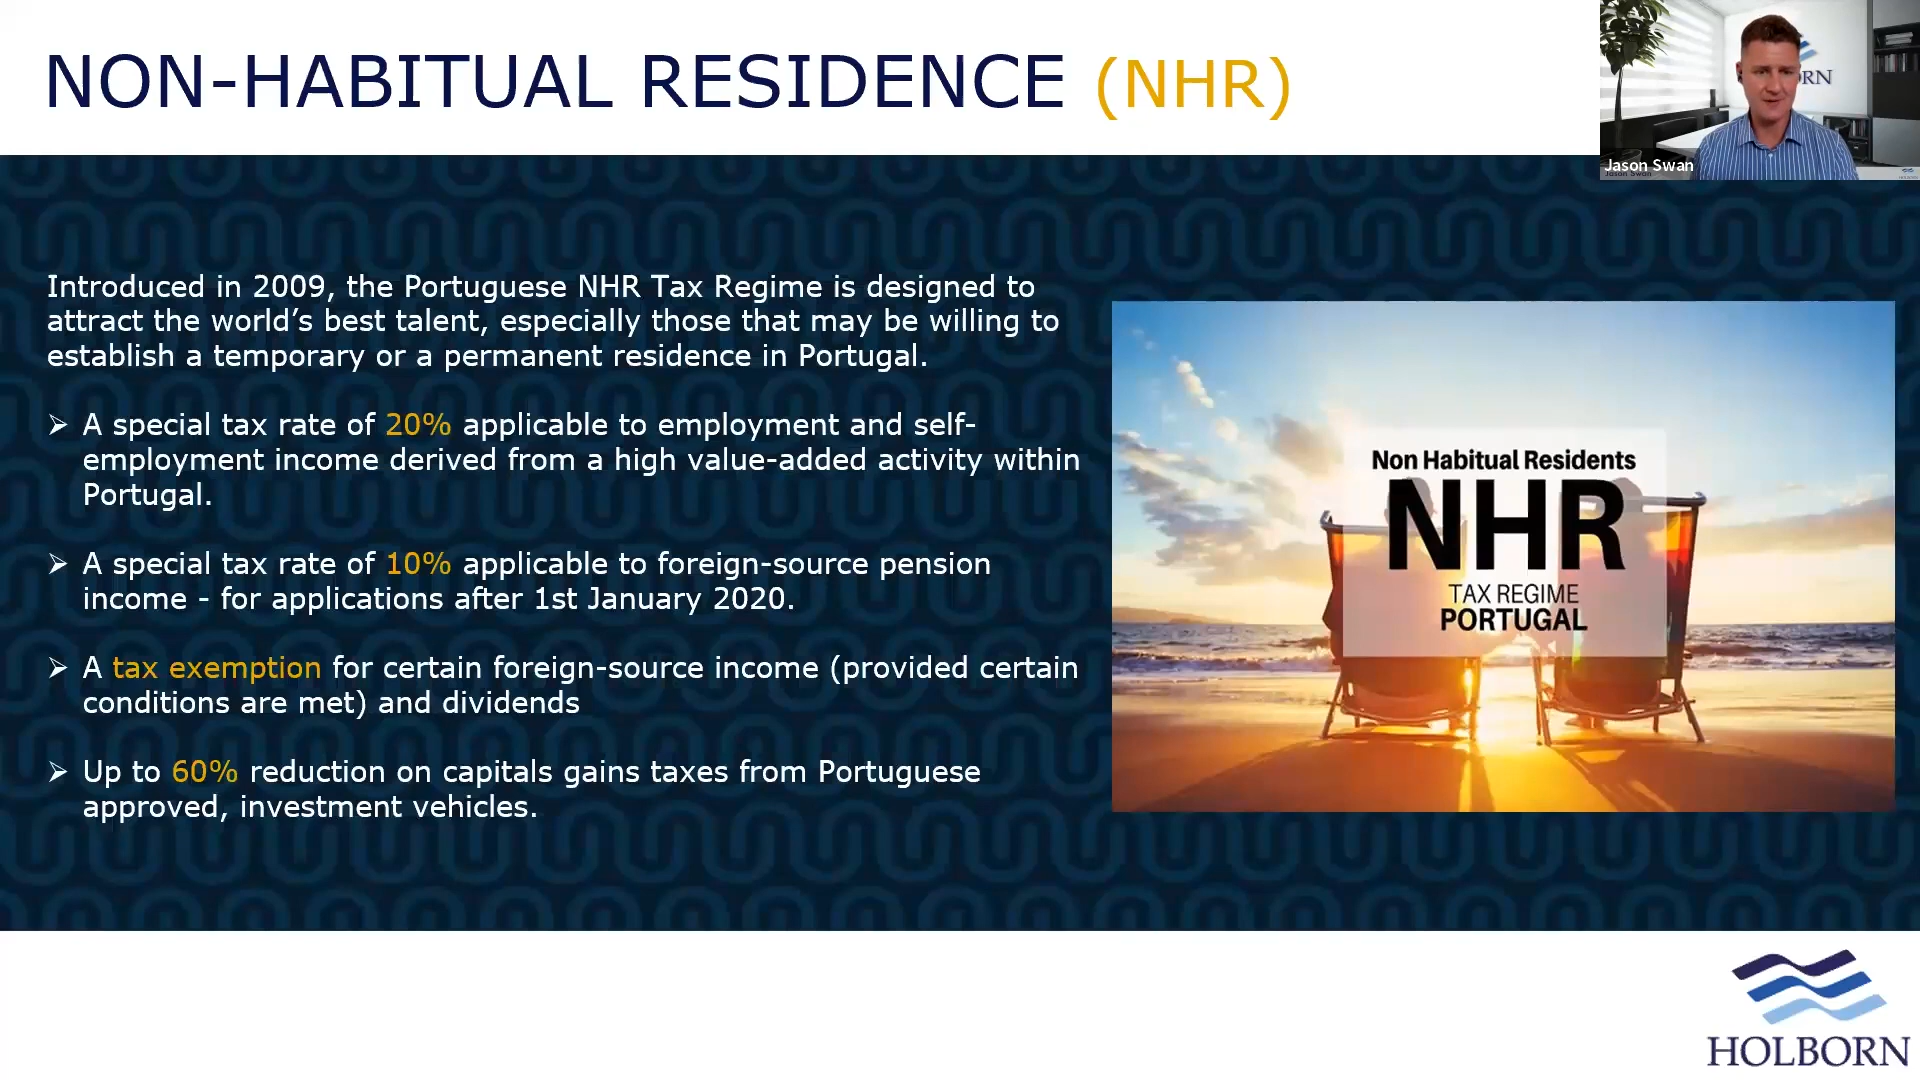 NON-HABITUAL RESIDENCE (NHR)
ORN
Jason Swan
Jason Swan
Introduced in 2009, the Portuguese NHR Tax Regime is designed to
attract the world’s best talent, especially those that may be willing to
establish a temporary or a permanent residence in Portugal.
➢ A special tax rate of 20% applicable to employment and self-
employment income derived from a high value-added activity within
Portugal.
➢ A special tax rate of 10% applicable to foreign-source pension
income - for applications after 1st January 2020.
➢ A tax exemption for certain foreign-source income (provided certain
conditions are met) and dividends
➢ Up to 60% reduction on capitals gains taxes from Portuguese
approved, investment vehicles.
Non Habitual Residents
NHR
TAX REGIME
PORTUGAL
HOLBORN